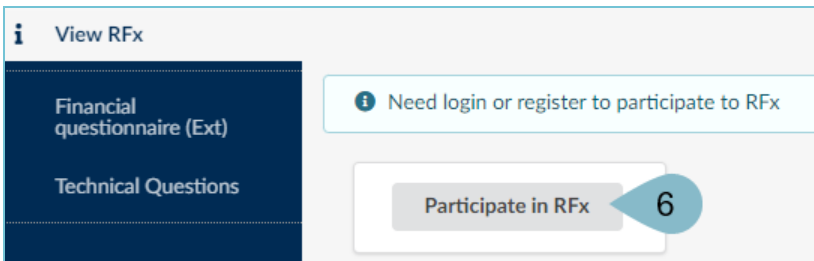 i View RFx
Financial
questionnaire (Ext)
Technical Questions
i Need login or register to participate to RFx
Participate in RFx
6